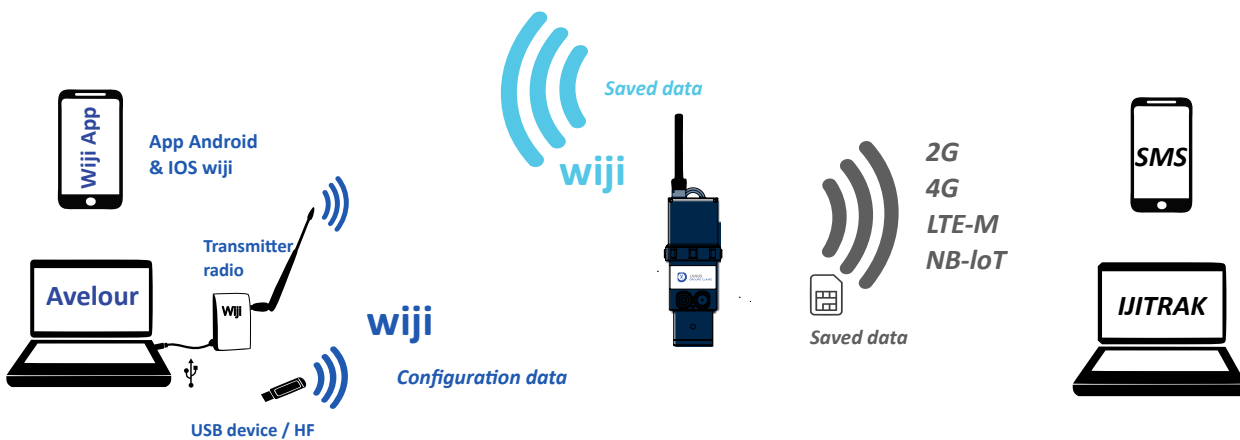 Wiji App
App Android
& IOS wiji
Transmitter
radio
Avelour
Wiji
USB device / HF
wiji
Configuration data
Saved data
wiji
2G
4G
LTE-M
NB-IoT
Saved data
SMS
IJITRAK